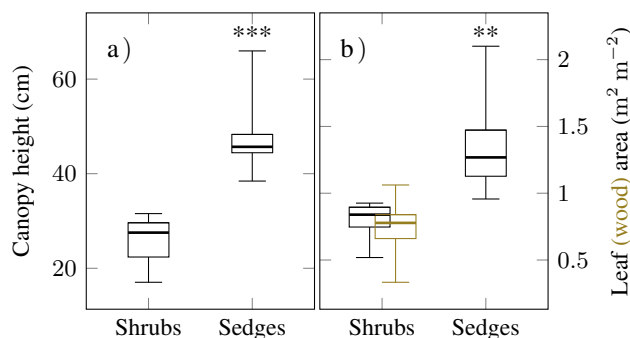 a) *** b) **
60
40
20
Canopy height (cm)
2
1.5
1
0.5
Leaf (wood) area (m² m⁻²)
Shrubs Sedges Shrubs Sedges